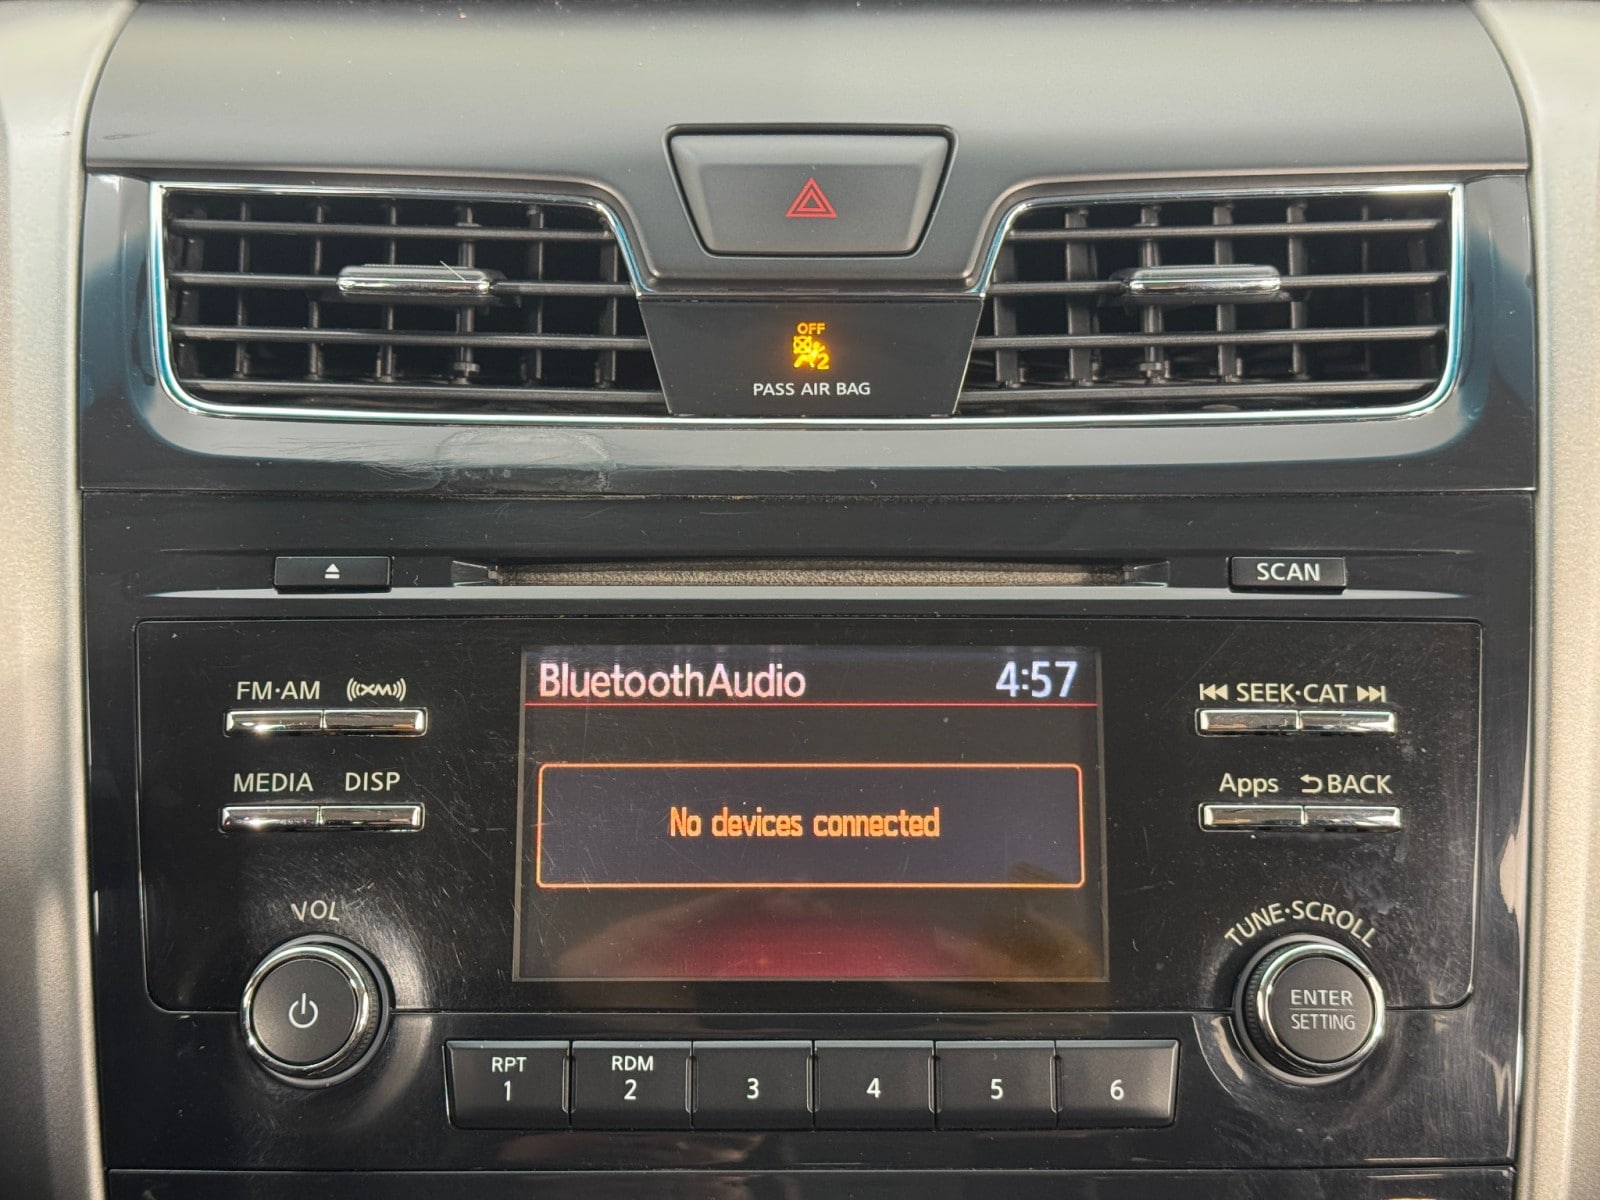 OFF
2
PASS AIR BAG
SCAN
FM·AM XM
BluetoothAudio 4:57
SEEK·CAT
MEDIA DISP
Apps BACK
No devices connected
VOL
TUNE·SCROLL
ENTER
SETTING
RPT RDM
1 2 3 4 5 6